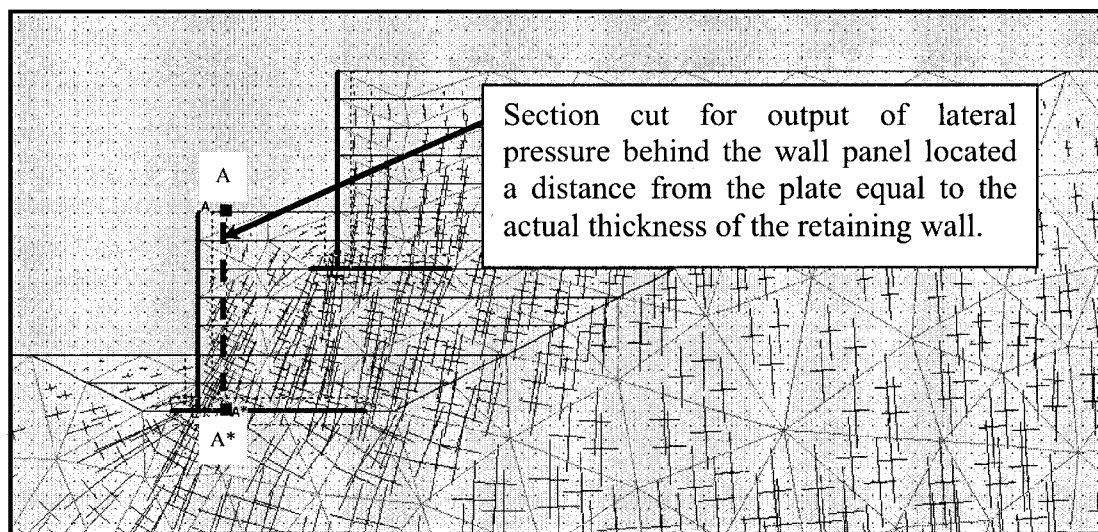 Section cut for output of lateral
pressure behind the wall panel located
a distance from the plate equal to the
actual thickness of the retaining wall.
A
A
A*
A*